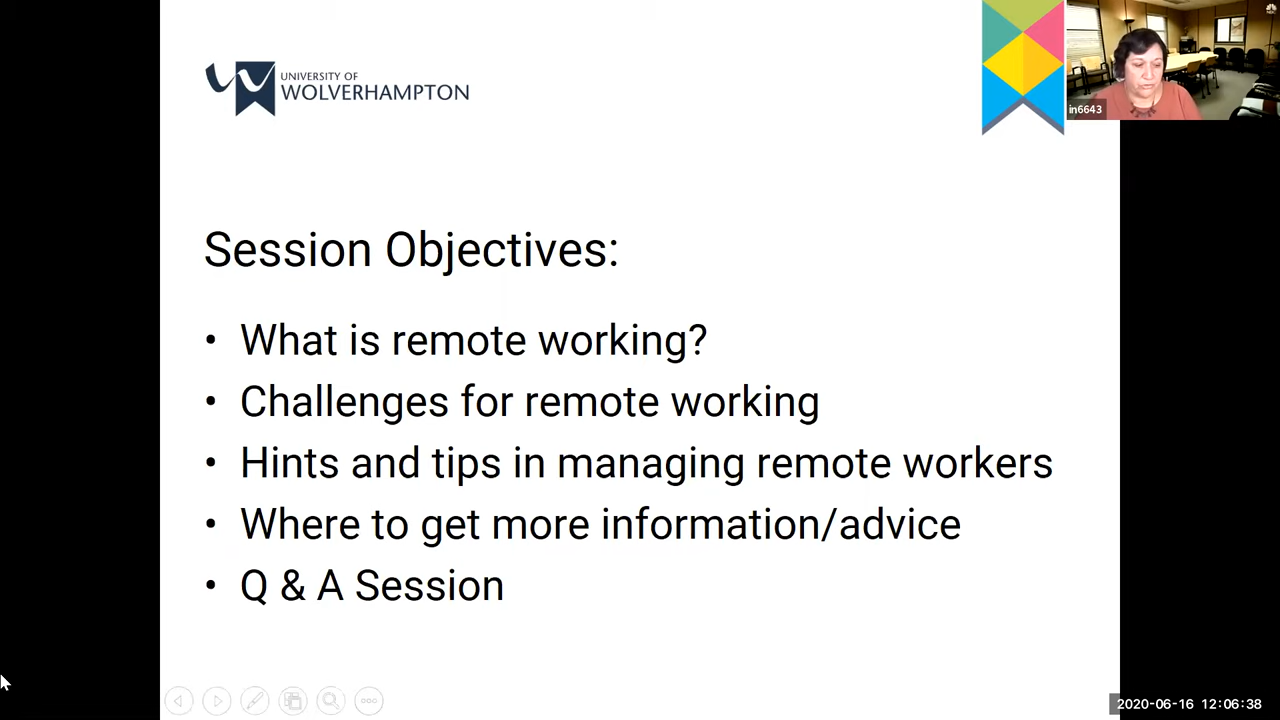 UNIVERSITY OF
WOLVERHAMPTON
in6643
Session Objectives:
• What is remote working?
• Challenges for remote working
• Hints and tips in managing remote workers
• Where to get more information/advice
• Q & A Session
2020-06-16 12:06:38